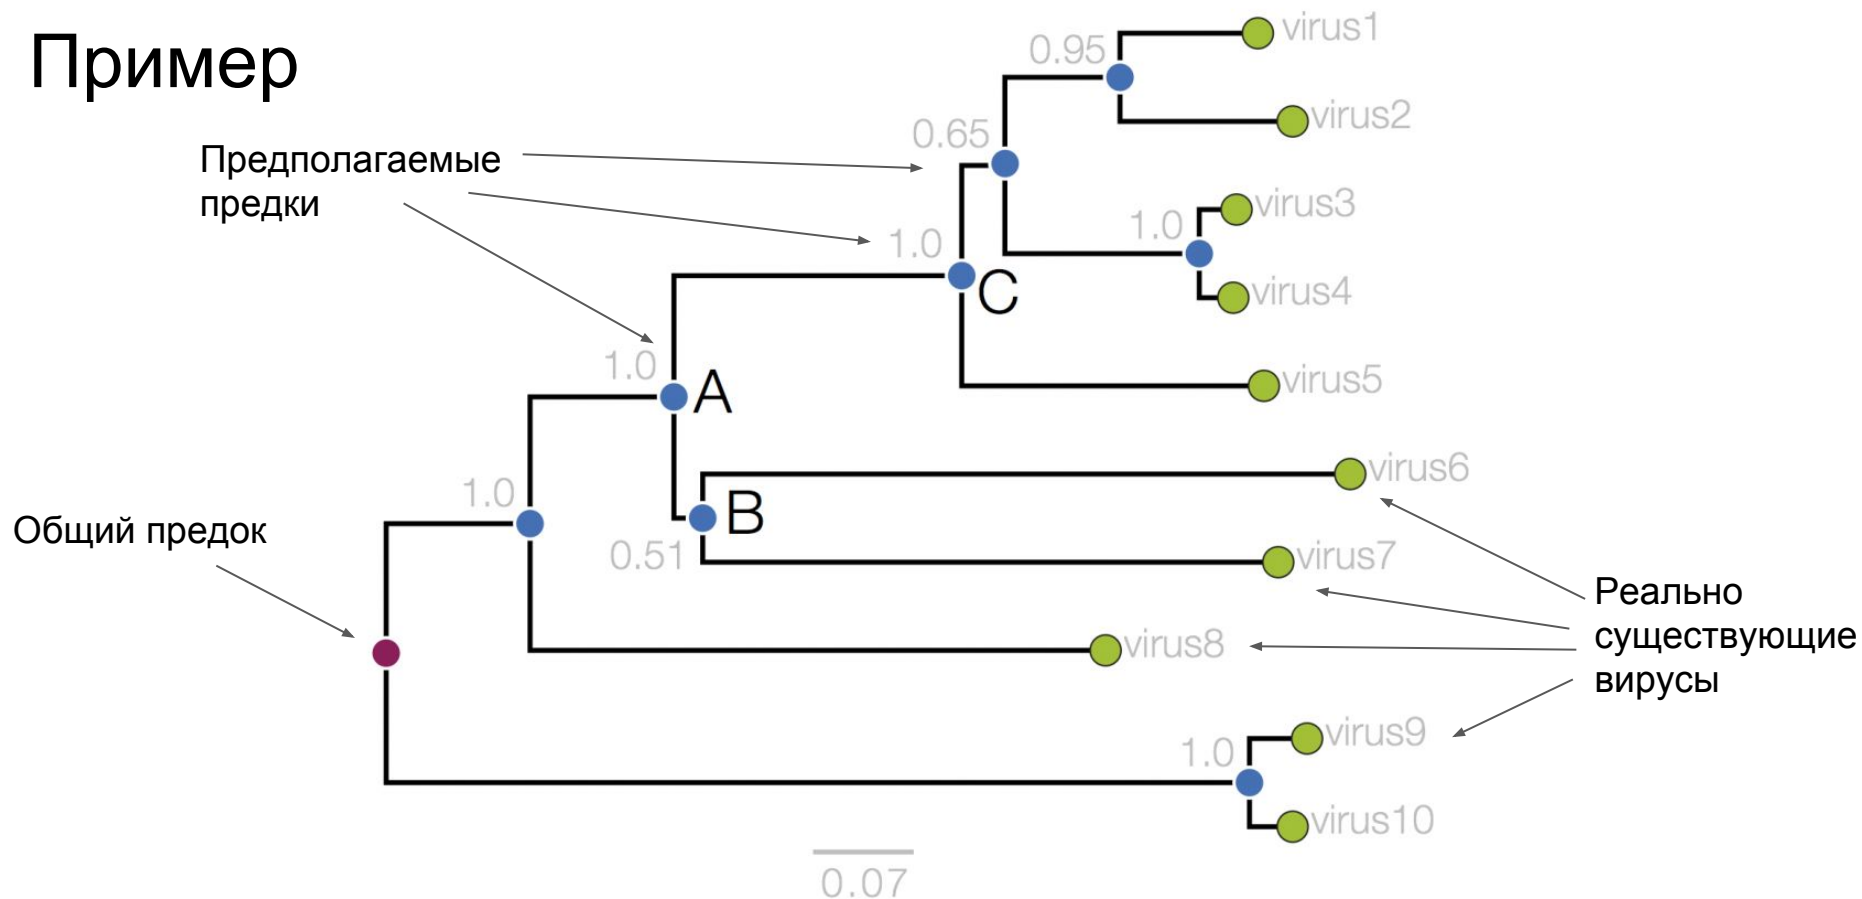 Пример
virus1
0.95
virus2
0.65
Предполагаемые
предки
virus3
1.0
1.0
virus4
C
1.0
virus5
A
virus6
1.0
B
Общий предок
0.51
virus7
Реально
существующие
вирусы
virus8
virus9
1.0
virus10
0.07